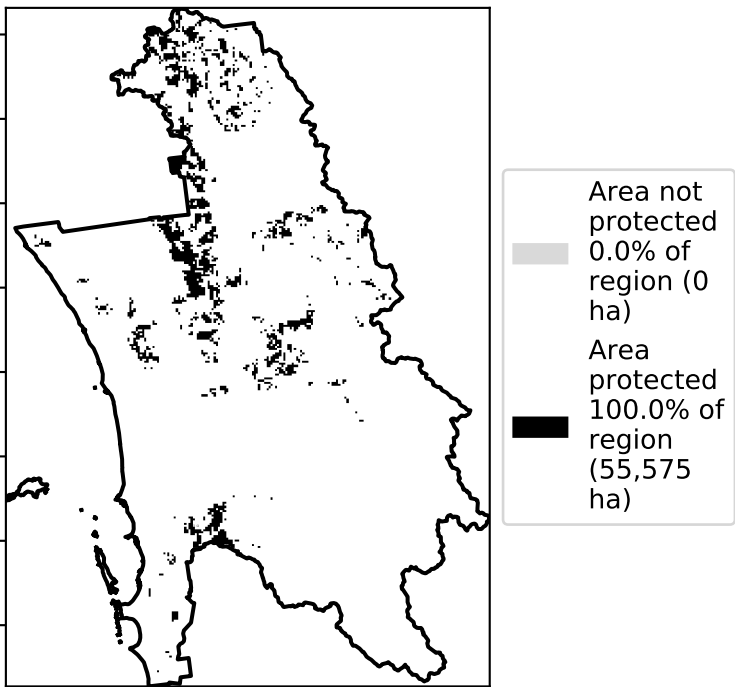 Area not
protected
0.0% of
region (0
ha)
Area
protected
100.0% of
region
(55,575
ha)